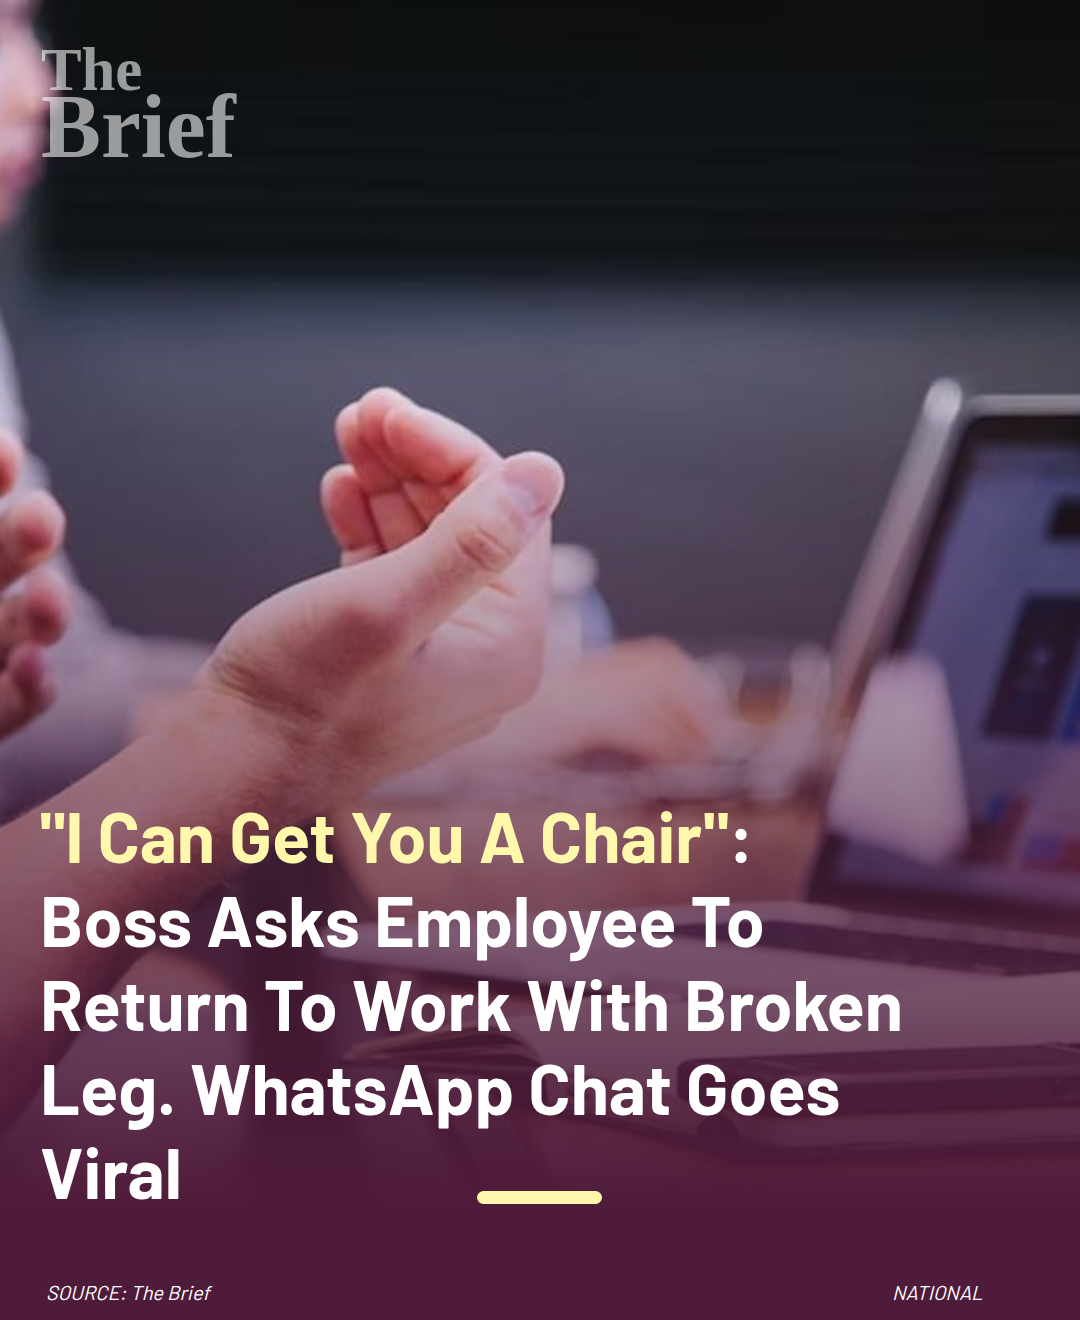 The
Brief
"I Can Get You A Chair":
Boss Asks Employee To
Return To Work With Broken
Leg. WhatsApp Chat Goes
Viral
SOURCE: The Brief
NATIONAL